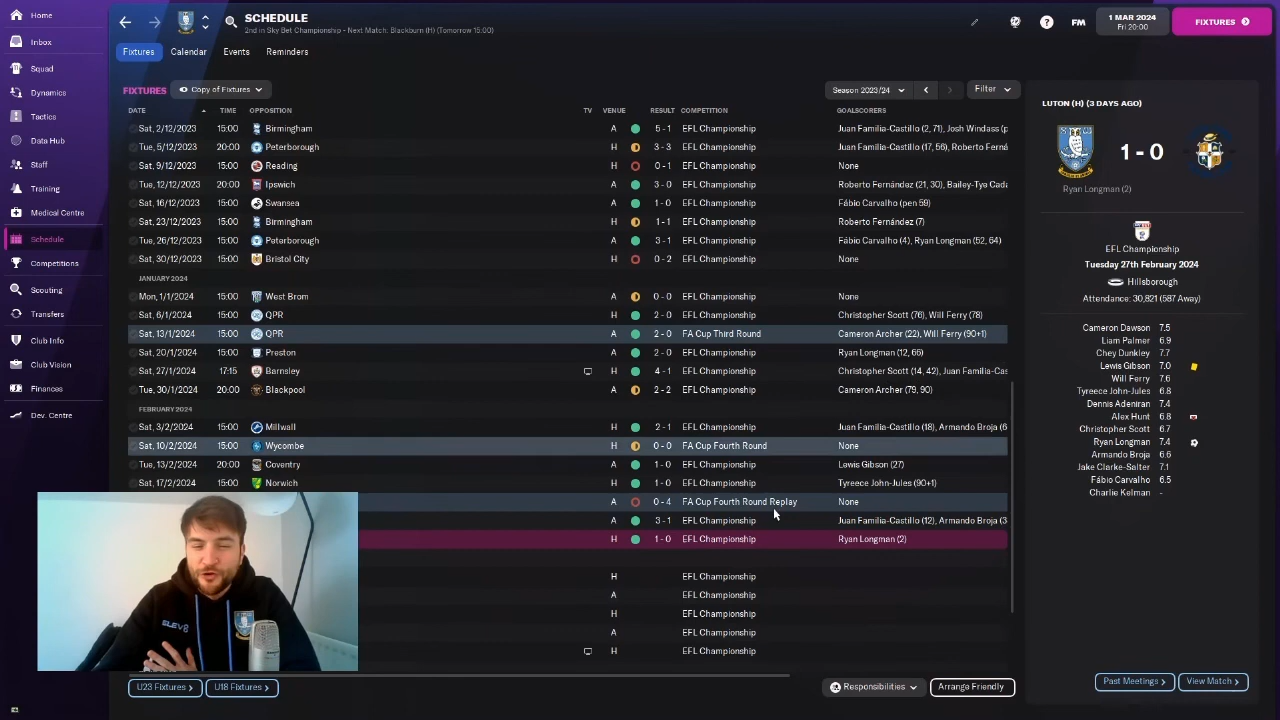 Home
SCHEDULE
2nd in Sky Bet Championship - Next Match: Blackburn (H) (Tomorrow 15:00)
FM
1 MAR 2024
Fri 20:00
FIXTURES
Inbox
Squad
Dynamics
Tactics
Data Hub
Staff
Training
Medical Centre
Schedule
Competitions
Scouting
Transfers
Club Info
Club Vision
Finances
Dev. Centre
Fixtures Calendar Events Reminders
FIXTURES Copy of Fixtures Season 2023/24 Filter
DATE TIME OPPOSITION TV VENUE RESULT COMPETITION GOALSCORERS
Sat, 2/12/2023 15:00 Birmingham A 5 - 1 EFL Championship Juan Familia-Castillo (2, 71), Josh Windass (p
Tue, 5/12/2023 20:00 Peterborough H 3 - 3 EFL Championship Juan Familia-Castillo (17, 56), Roberto Ferná
Sat, 9/12/2023 15:00 Reading H 0 - 1 EFL Championship None
Tue, 12/12/2023 20:00 Ipswich A 3 - 0 EFL Championship Roberto Fernández (21, 30), Bailey-Tye Cada
Sat, 16/12/2023 15:00 Swansea A 1 - 0 EFL Championship Fábio Carvalho (pen 59)
Sat, 23/12/2023 15:00 Birmingham H 1 - 1 EFL Championship Roberto Fernández (7)
Tue, 26/12/2023 15:00 Peterborough A 3 - 1 EFL Championship Fábio Carvalho (4), Ryan Longman (52, 64)
Sat, 30/12/2023 15:00 Bristol City H 0 - 2 EFL Championship None
JANUARY 2024
Mon, 1/1/2024 15:00 West Brom A 0 - 0 EFL Championship None
Sat, 6/1/2024 15:00 QPR H 2 - 0 EFL Championship Christopher Scott (76), Will Ferry (78)
Sat, 13/1/2024 15:00 QPR A 2 - 0 FA Cup Third Round Cameron Archer (22), Will Ferry (90+1)
Sat, 20/1/2024 15:00 Preston A 2 - 0 EFL Championship Ryan Longman (12, 66)
Sat, 27/1/2024 17:15 Barnsley H 4 - 1 EFL Championship Christopher Scott (14, 42), Juan Familia-Cas
Tue, 30/1/2024 20:00 Blackpool A 2 - 2 EFL Championship Cameron Archer (79, 90)
FEBRUARY 2024
Sat, 3/2/2024 15:00 Millwall H 2 - 1 EFL Championship Juan Familia-Castillo (18), Armando Broja (6
Sat, 10/2/2024 15:00 Wycombe H 0 - 0 FA Cup Fourth Round None
Tue, 13/2/2024 20:00 Coventry A 1 - 0 EFL Championship Lewis Gibson (27)
Sat, 17/2/2024 15:00 Norwich H 1 - 0 EFL Championship Tyreece John-Jules (90+1)
A 0 - 4 FA Cup Fourth Round Replay None
A 3 - 1 EFL Championship Juan Familia-Castillo (12), Armando Broja (3
H 1 - 0 EFL Championship Ryan Longman (2)
H EFL Championship
A EFL Championship
H EFL Championship
A EFL Championship
H EFL Championship
ELEV8
U23 Fixtures U18 Fixtures Responsibilities Arrange Friendly
LUTON (H) (3 DAYS AGO)
1 - 0
Ryan Longman (2)
EFL Championship
Tuesday 27th February 2024
Hillsborough
Attendance: 30,821 (587 Away)
Cameron Dawson 7.5
Liam Palmer 6.9
Chey Dunkley 7.7
Lewis Gibson 7.0
Will Ferry 7.6
Tyreece John-Jules 6.8
Dennis Adeniran 7.4
Alex Hunt 6.8
Christopher Scott 6.7
Ryan Longman 7.4
Armando Broja 6.6
Jake Clarke-Salter 7.1
Fábio Carvalho 6.5
Charlie Kelman -
Past Meetings View Match